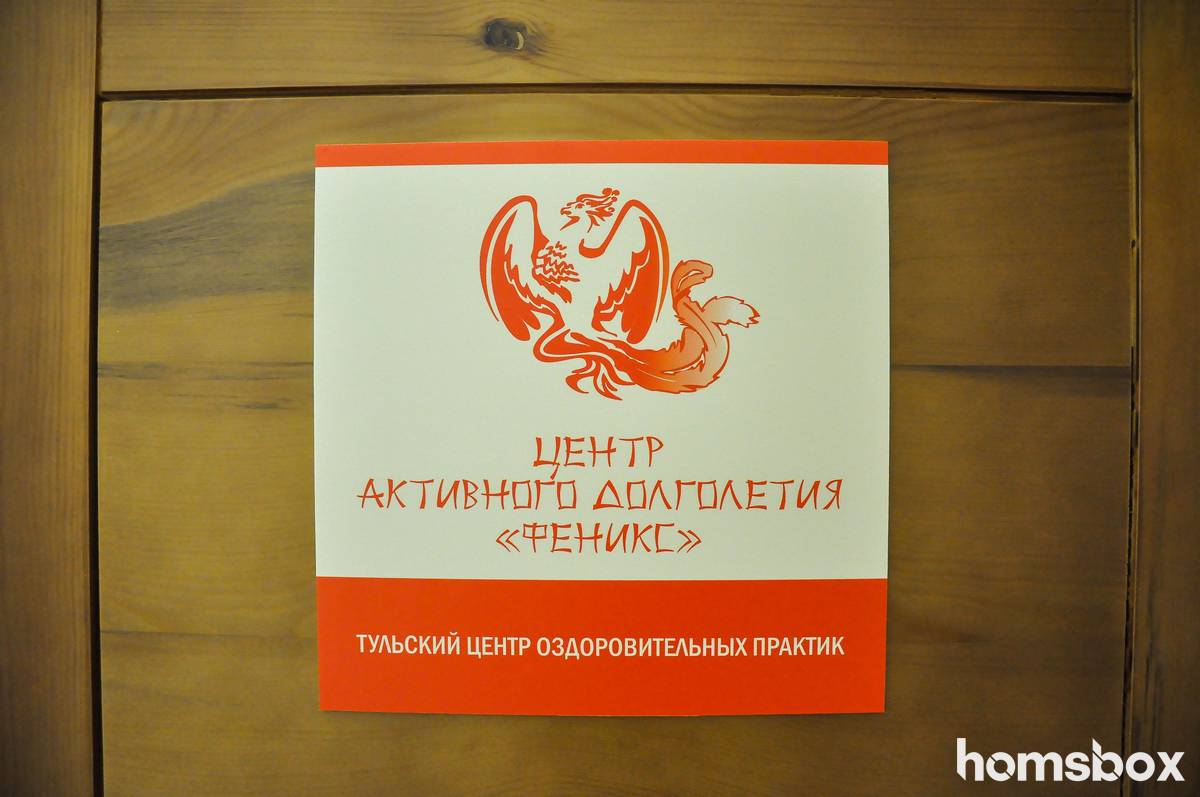 ЦЕНТР
АКТИВНОГО ДОЛГОЛЕТИЯ
«ФЕНИКС»
ТУЛЬСКИЙ ЦЕНТР ОЗДОРОВИТЕЛЬНЫХ ПРАКТИК
homsbox